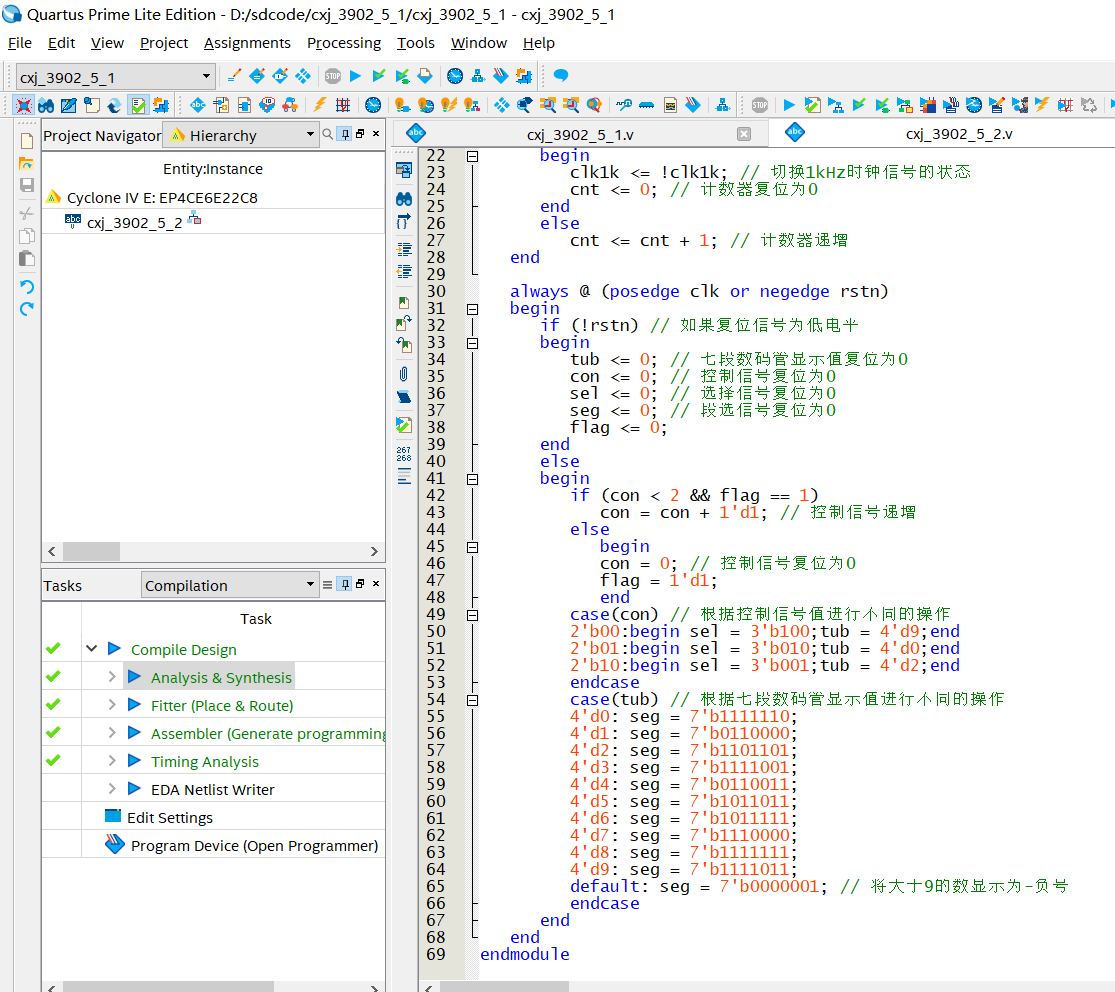 Quartus Prime Lite Edition - D:/sdcode/cxj_3902_5_1/cxj_3902_5_1 - cxj_3902_5_1
File Edit View Project Assignments Processing Tools Window Help
cxj_3902_5_1
Project Navigator Hierarchy
Entity:Instance
Cyclone IV E: EP4CE6E22C8
cxj_3902_5_2
Tasks Compilation
Task
Compile Design
Analysis & Synthesis
Fitter (Place & Route)
Assembler (Generate programming
Timing Analysis
EDA Netlist Writer
Edit Settings
Program Device (Open Programmer)
cxj_3902_5_1.v cxj_3902_5_2.v
267
268
22 begin
23 clk1k <= !clk1k; // 切换1kHz时钟信号的状态
24 cnt <= 0; // 计数器复位为0
25 end
26 else
27 cnt <= cnt + 1; // 计数器递增
28 end
29
30 always @ (posedge clk or negedge rstn)
31 begin
32 if (!rstn) // 如果复位信号为低电平
33 begin
34 tub <= 0; // 七段数码管显示值复位为0
35 con <= 0; // 控制信号复位为0
36 sel <= 0; // 选择信号复位为0
37 seg <= 0; // 段选信号复位为0
38 flag <= 0;
39 end
40 else
41 begin
42 if (con < 2 && flag == 1)
43 con = con + 1'd1; // 控制信号递增
44 else
45 begin
46 con = 0; // 控制信号复位为0
47 flag = 1'd1;
48 end
49 case(con) // 根据控制信号值进行不同的操作
50 2'b00:begin sel = 3'b100;tub = 4'd9;end
51 2'b01:begin sel = 3'b010;tub = 4'd0;end
52 2'b10:begin sel = 3'b001;tub = 4'd2;end
53 endcase
54 case(tub) // 根据七段数码管显示值进行不同的操作
55 4'd0: seg = 7'b1111110;
56 4'd1: seg = 7'b0110000;
57 4'd2: seg = 7'b1101101;
58 4'd3: seg = 7'b1111001;
59 4'd4: seg = 7'b0110011;
60 4'd5: seg = 7'b1011011;
61 4'd6: seg = 7'b1011111;
62 4'd7: seg = 7'b1110000;
63 4'd8: seg = 7'b1111111;
64 4'd9: seg = 7'b1111011;
65 default: seg = 7'b0000001; // 将大于9的数显示为-负号
66 endcase
67 end
68 end
69 endmodule